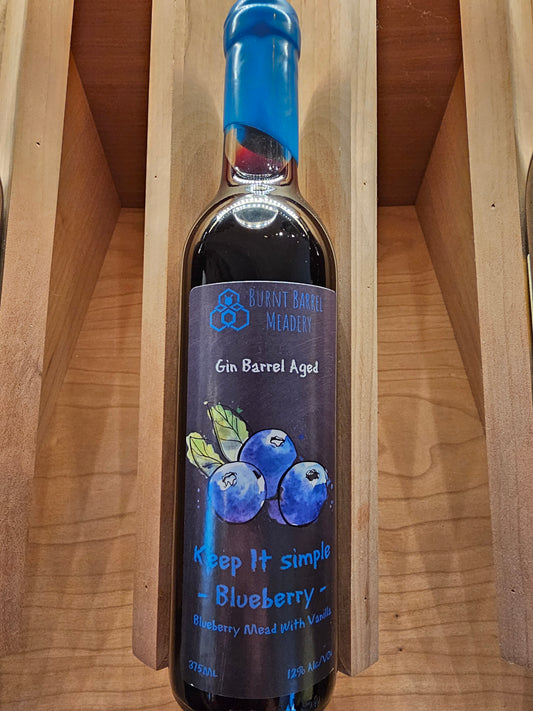 Burnt Barrel
Meadery
Gin Barrel Aged
Keep It simple
- Blueberry -
Blueberry Mead With Vanilla
375ML 12% Alc/Vol